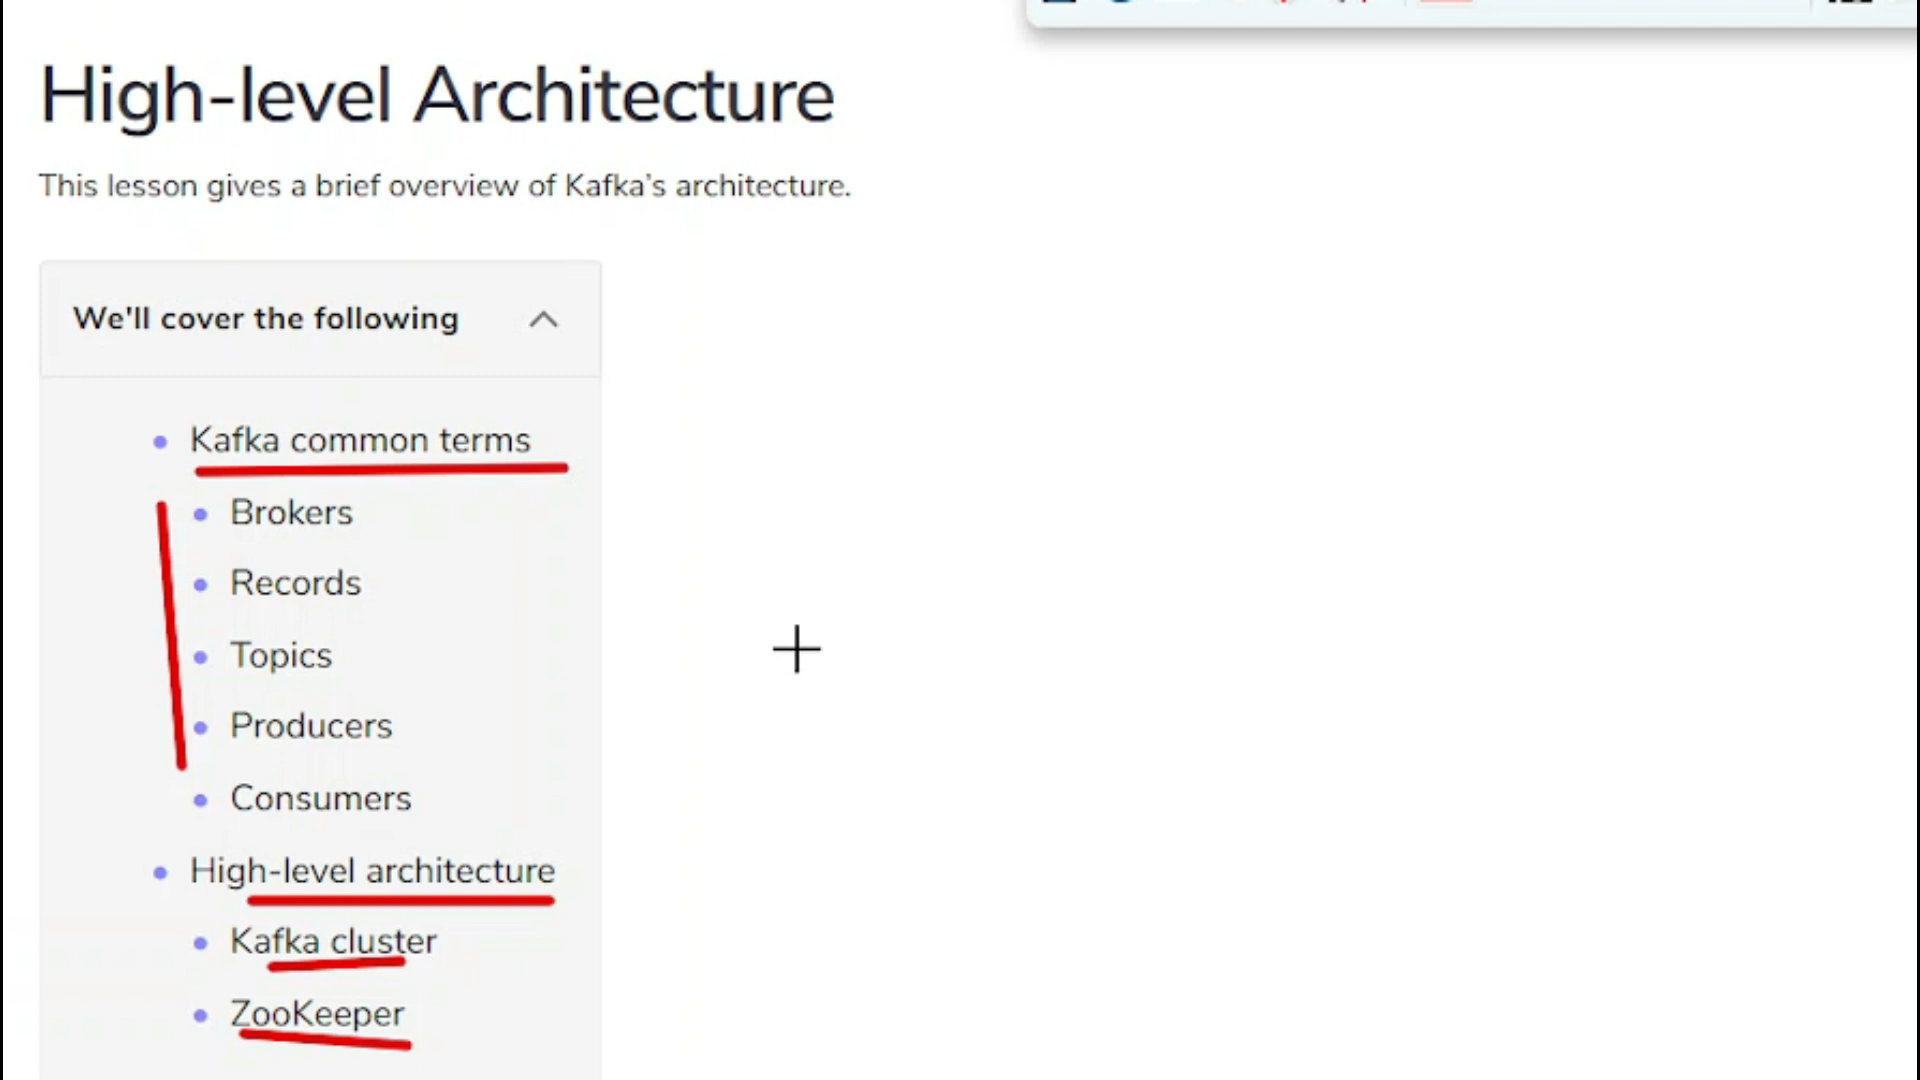 High-level Architecture
This lesson gives a brief overview of Kafka's architecture.
We'll cover the following
Kafka common terms
Brokers
Records
Topics
Producers
Consumers
High-level architecture
Kafka cluster
ZooKeeper